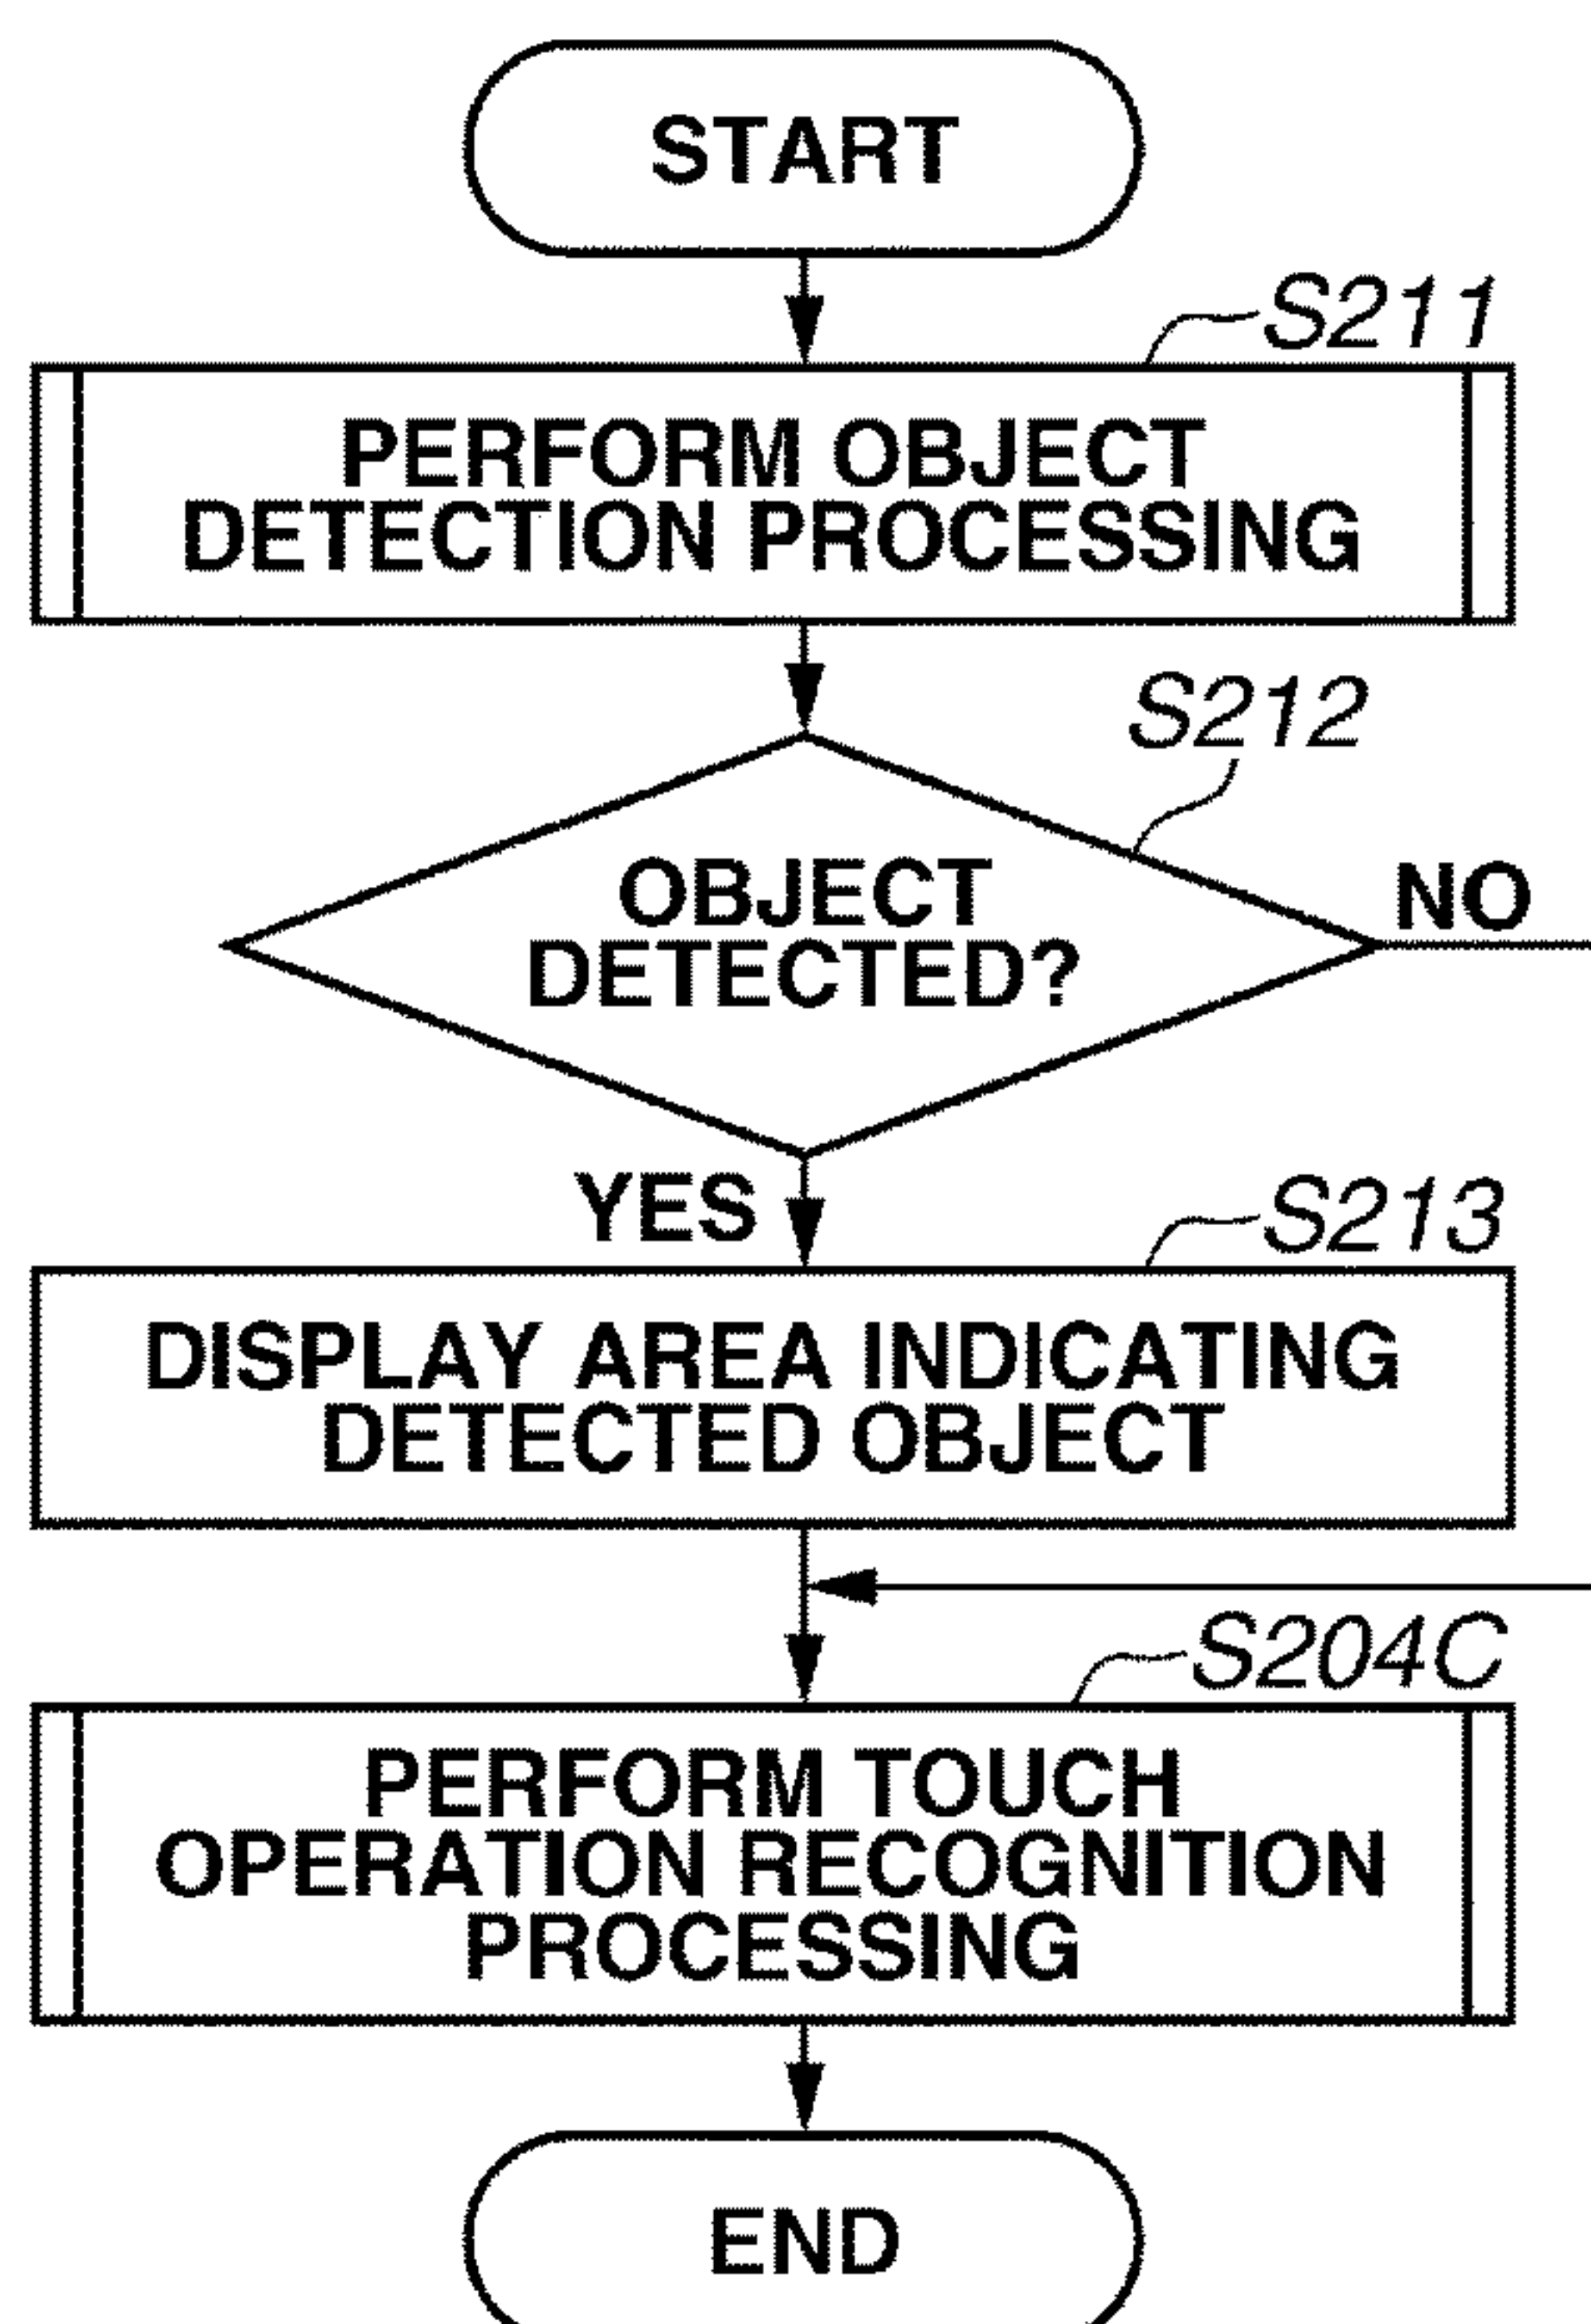 START
S211
PERFORM OBJECT
DETECTION PROCESSING
S212
OBJECT
DETECTED?
NO
YES
S213
DISPLAY AREA INDICATING
DETECTED OBJECT
S204C
PERFORM TOUCH
OPERATION RECOGNITION
PROCESSING
END